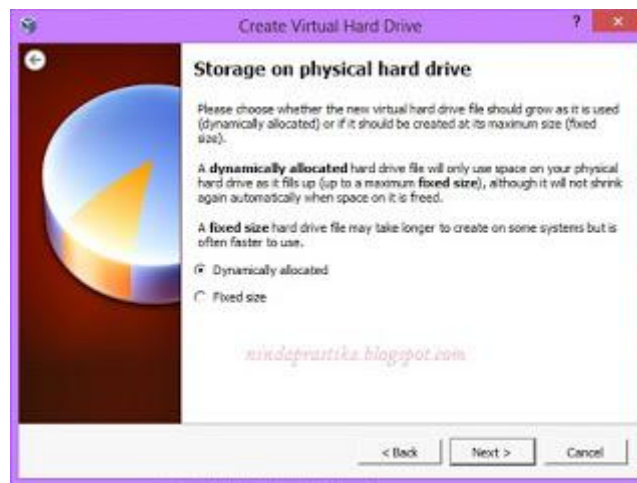 Create Virtual Hard Drive
Storage on physical hard drive
Please choose whether the new virtual hard drive file should grow as it is used
(dynamically allocated) or if it should be created at its maximum size (fixed
size).
A dynamically allocated hard drive file will only use space on your physical
hard drive as it fills up (up to a maximum fixed size), although it will not shrink
again automatically when space on it is freed.
A fixed size hard drive file may take longer to create on some systems but is
often faster to use.
Dynamically allocated
Fixed size
nindaprastika.blogspot.com
< Back Next > Cancel